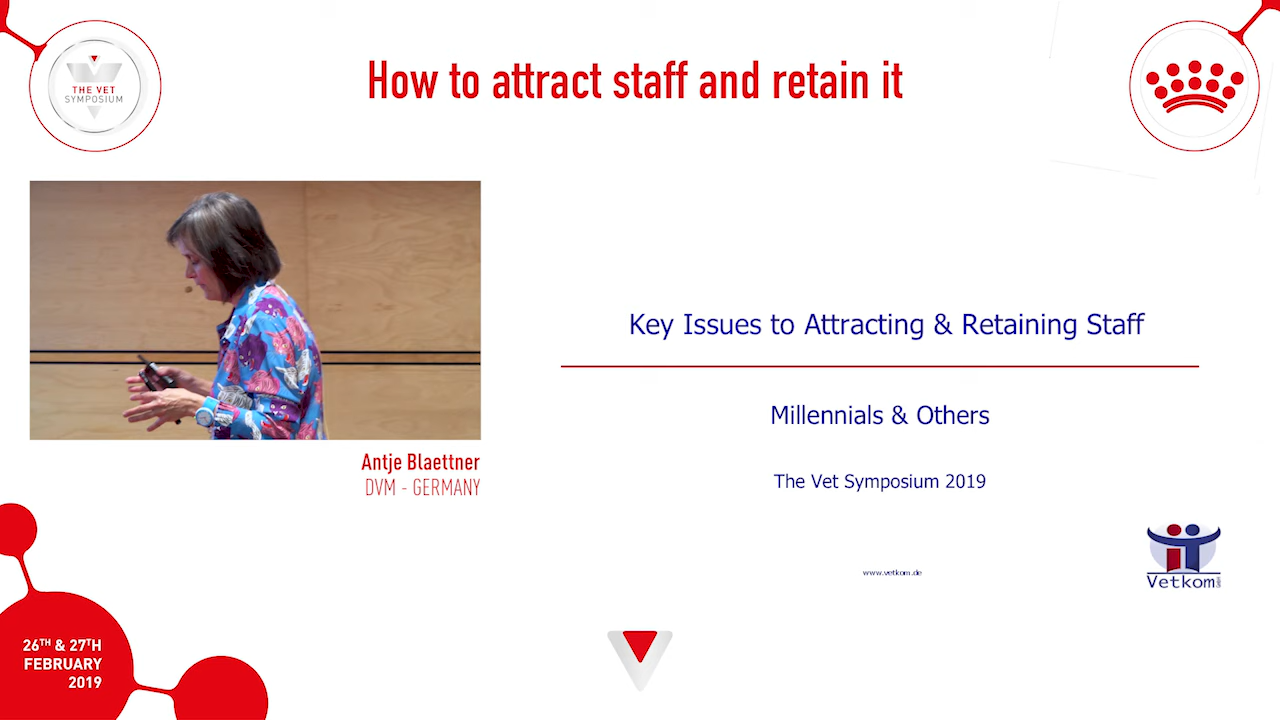 THE VET
SYMPOSIUM
How to attract staff and retain it
Antje Blaettner
DVM - GERMANY
Key Issues to Attracting & Retaining Staff
Millennials & Others
The Vet Symposium 2019
www.vetkom.de
Vetkom
26TH & 27TH
FEBRUARY
2019